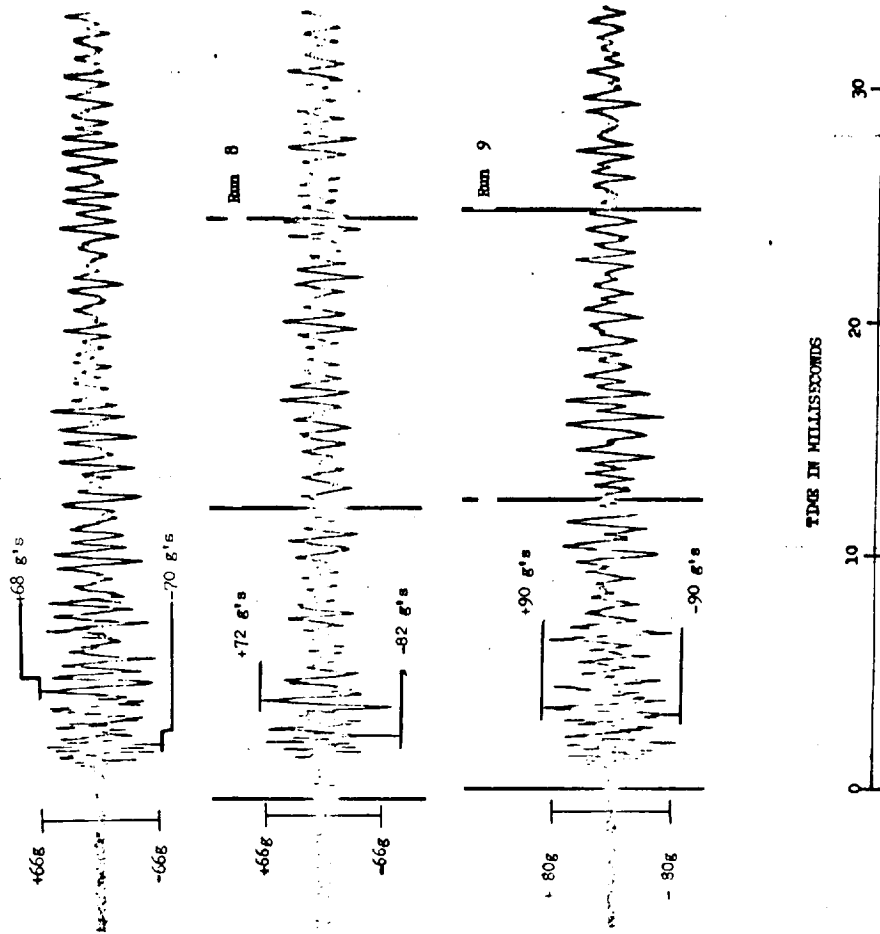 +68 g's
-70 g's
+66g
-66g
Run 8
+72 g's
-82 g's
+66g
-66g
Run 9
+90 g's
-90 g's
+ 80g
- 80g
TIME IN MILLISECONDS
0
10
20
30